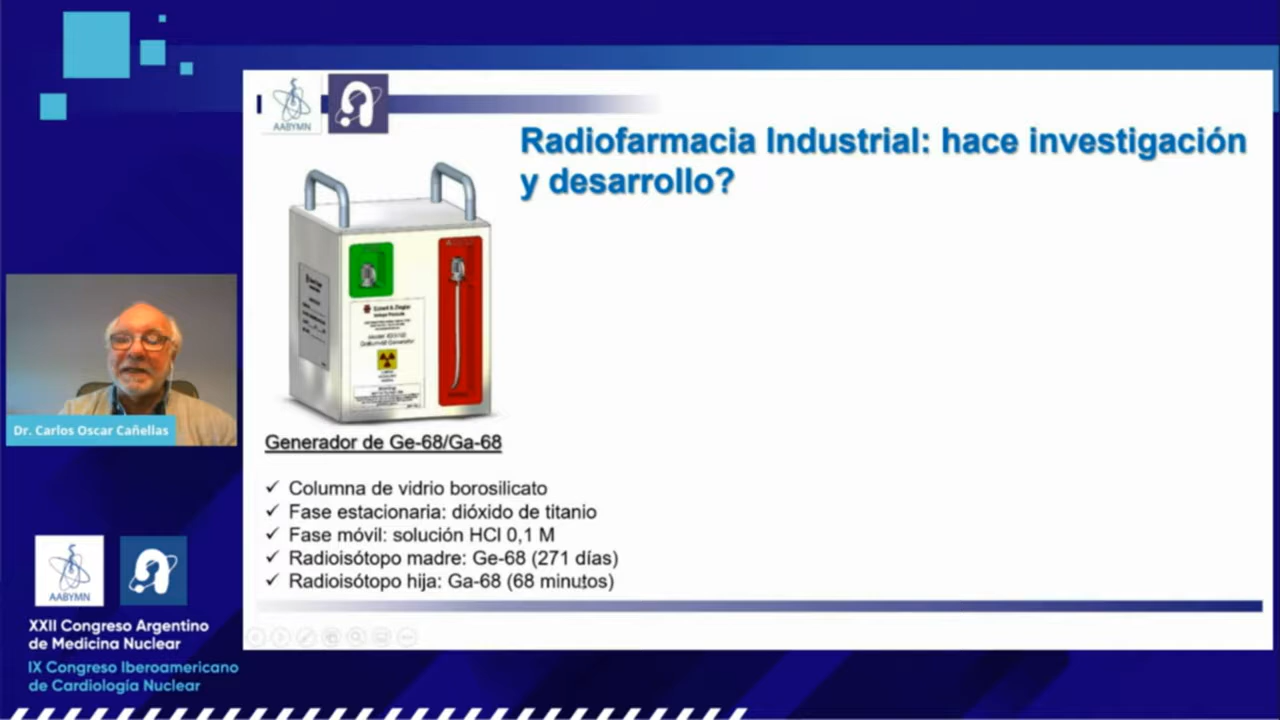 AABYMN
Radiofarmacia Industrial: hace investigación
y desarrollo?
Eckert & Ziegler
Dr. Carlos Oscar Cañellas
Generador de Ge-68/Ga-68
✓ Columna de vidrio borosilicato
✓ Fase estacionaria: dióxido de titanio
✓ Fase móvil: solución HCl 0,1 M
✓ Radioisótopo madre: Ge-68 (271 días)
✓ Radioisótopo hija: Ga-68 (68 minutos)
AABYMN
XXII Congreso Argentino
de Medicina Nuclear
IX Congreso Iberoamericano
de Cardiología Nuclear